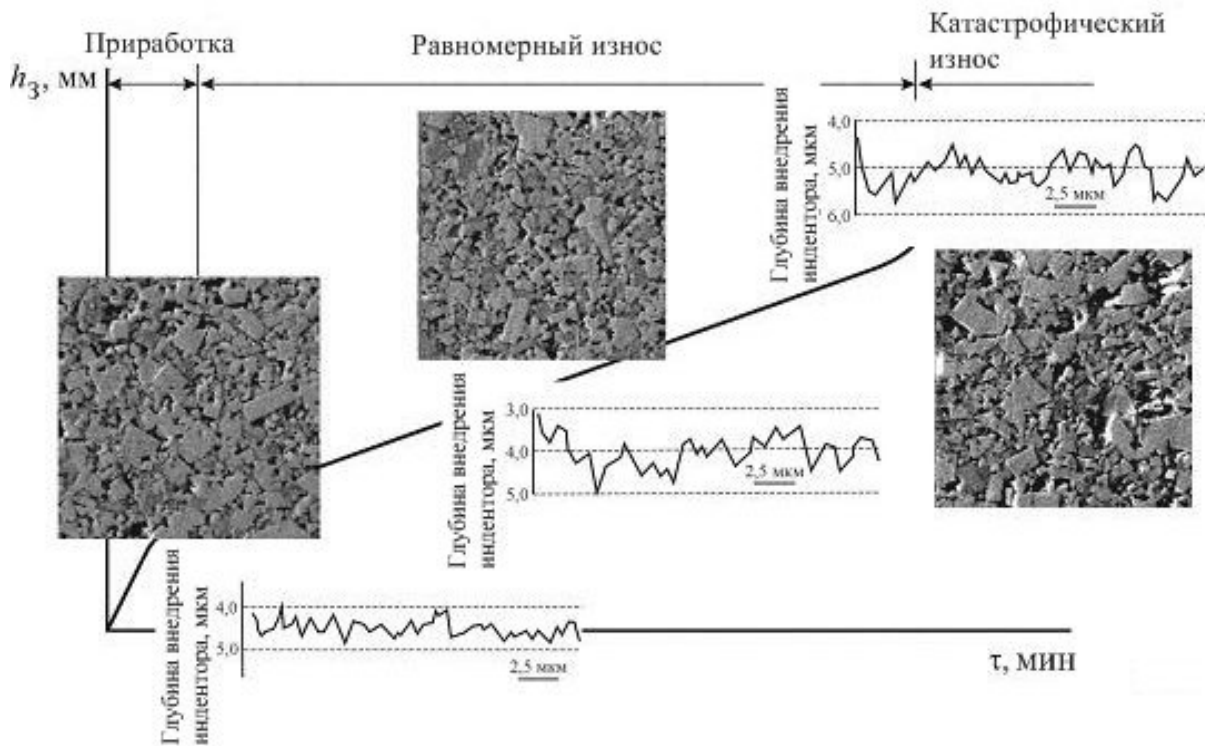 Приработка
Равномерный износ
Катастрофический
износ
h₃, мм
Глубина внедрения
индентора, мкм
4,0
5,0
6,0
2,5 мкм
Глубина внедрения
индентора, мкм
3,0
4,0
5,0
2,5 мкм
Глубина внедрения
индентора, мкм
4,0
5,0
2,5 мкм
τ, мин